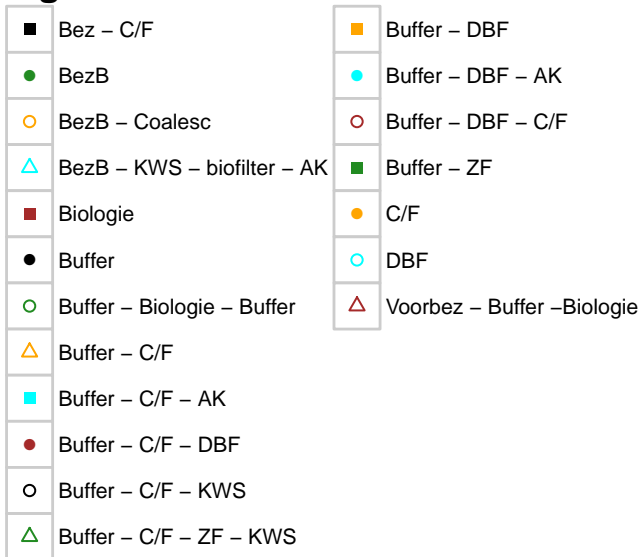 Bez – C/F
BezB
BezB – Coalesc
BezB – KWS – biofilter – AK
Biologie
Buffer
Buffer – Biologie – Buffer
Buffer – C/F
Buffer – C/F – AK
Buffer – C/F – DBF
Buffer – C/F – KWS
Buffer – C/F – ZF – KWS
Buffer – DBF
Buffer – DBF – AK
Buffer – DBF – C/F
Buffer – ZF
C/F
DBF
Voorbez – Buffer –Biologie